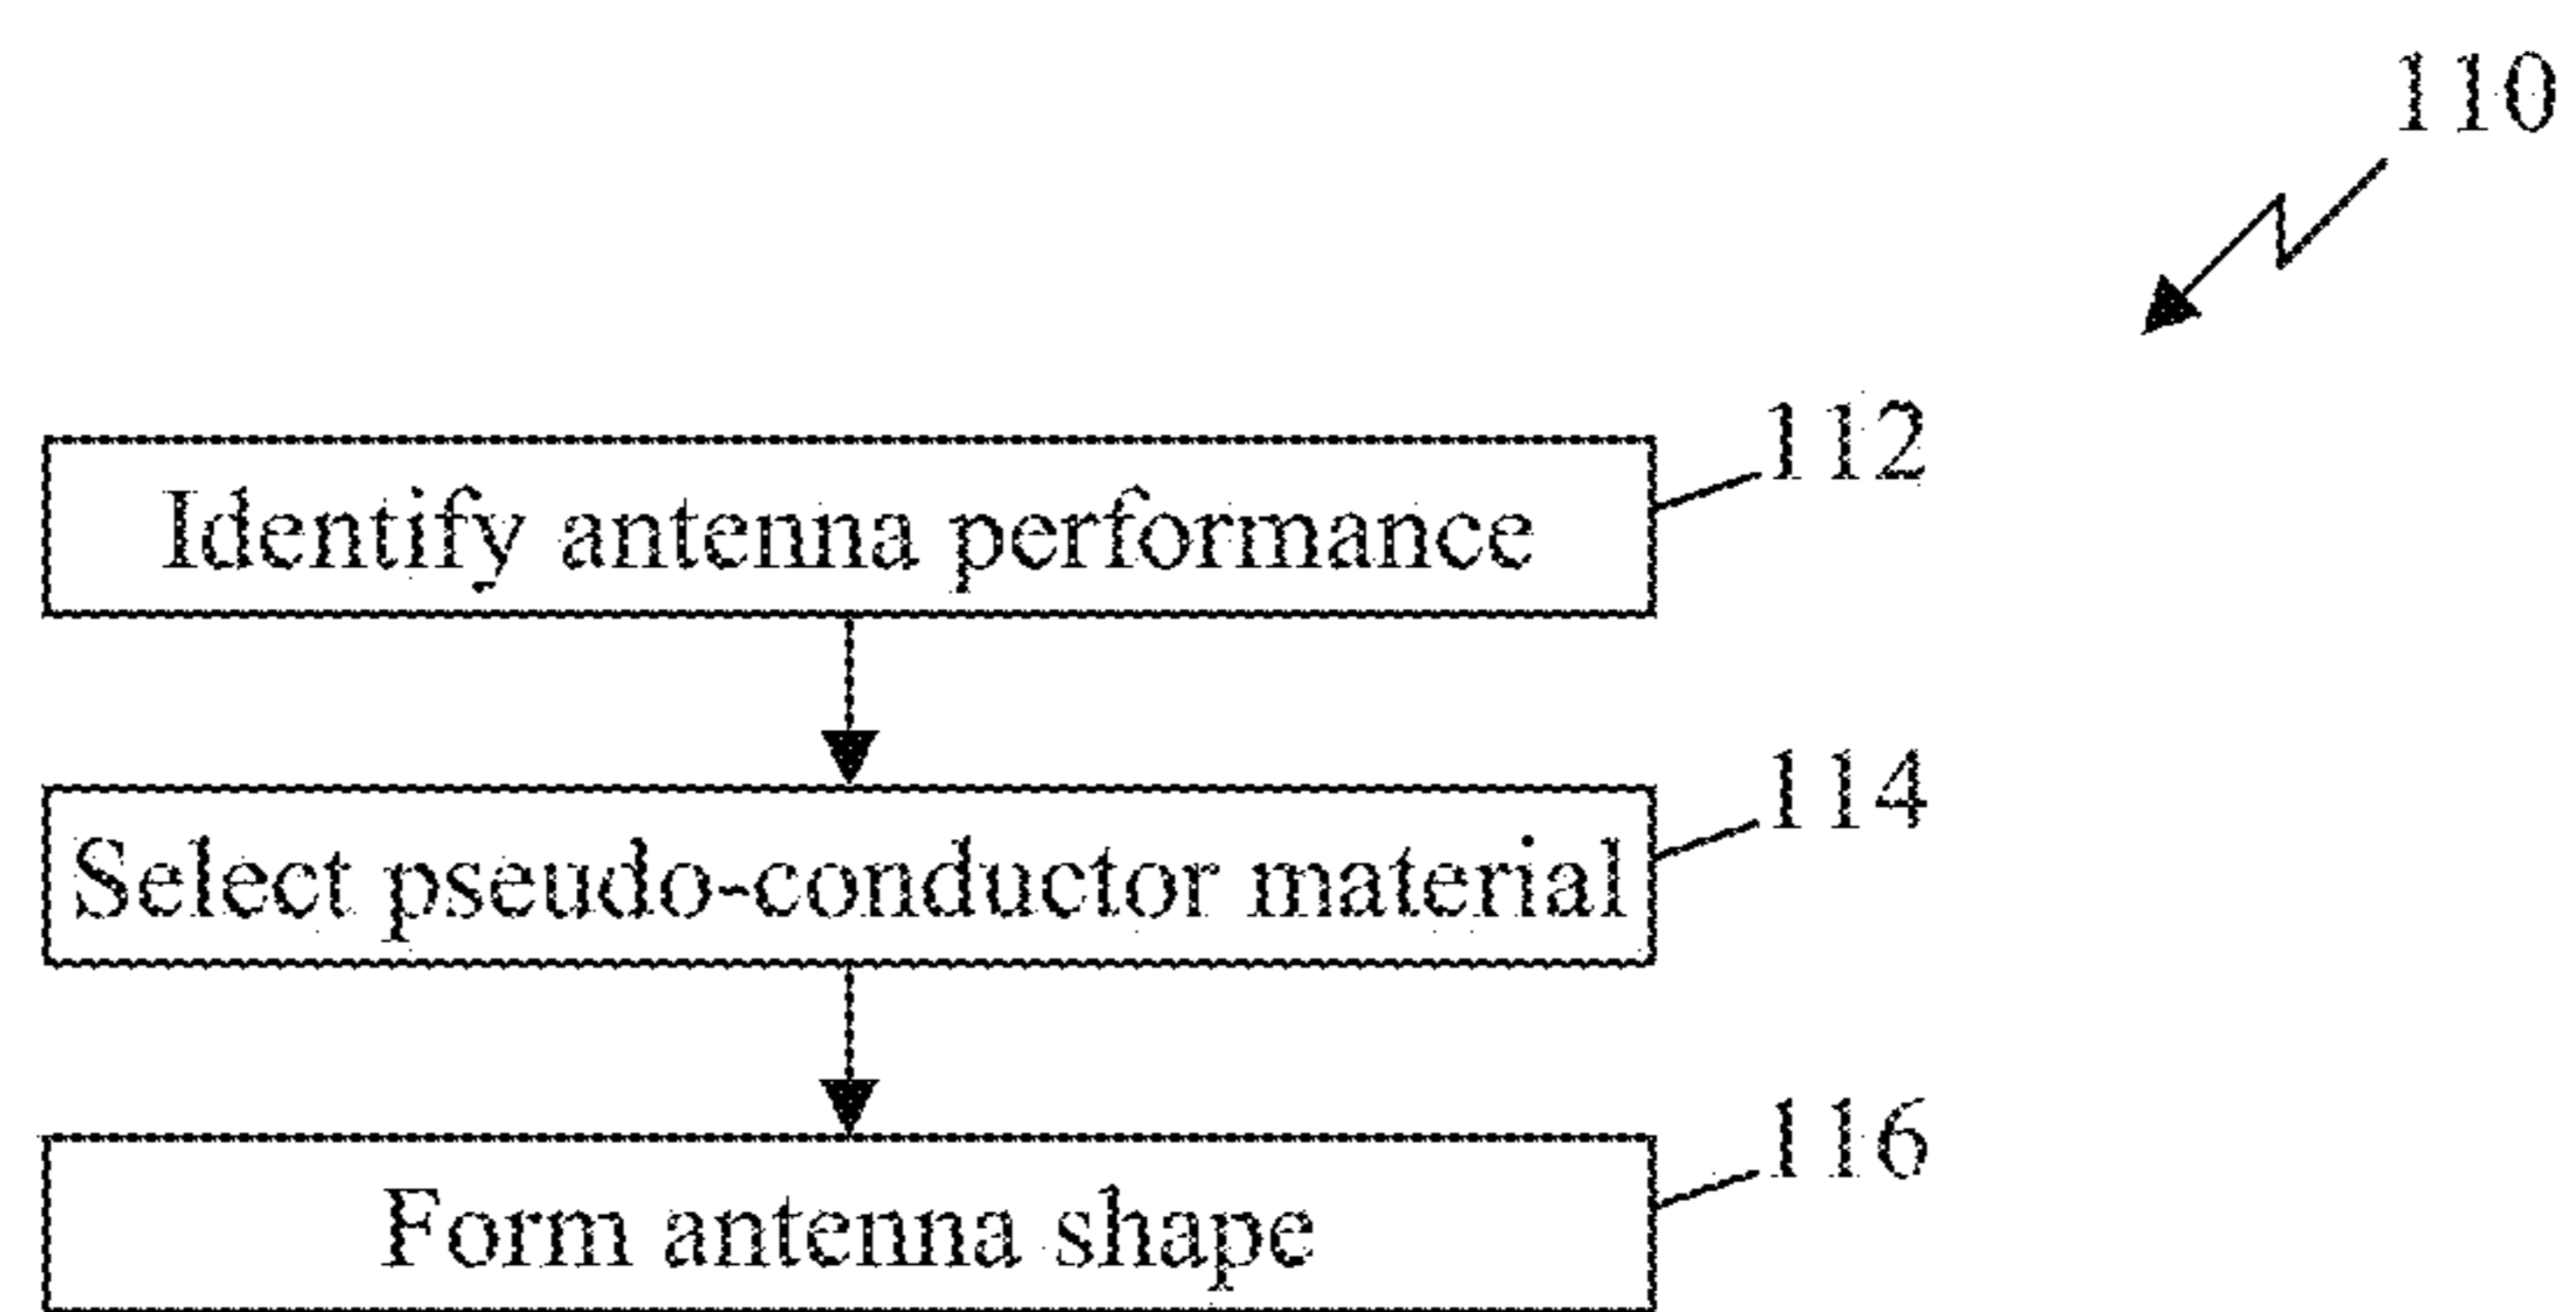 110
112
Identify antenna performance
114
Select pseudo-conductor material
116
Form antenna shape